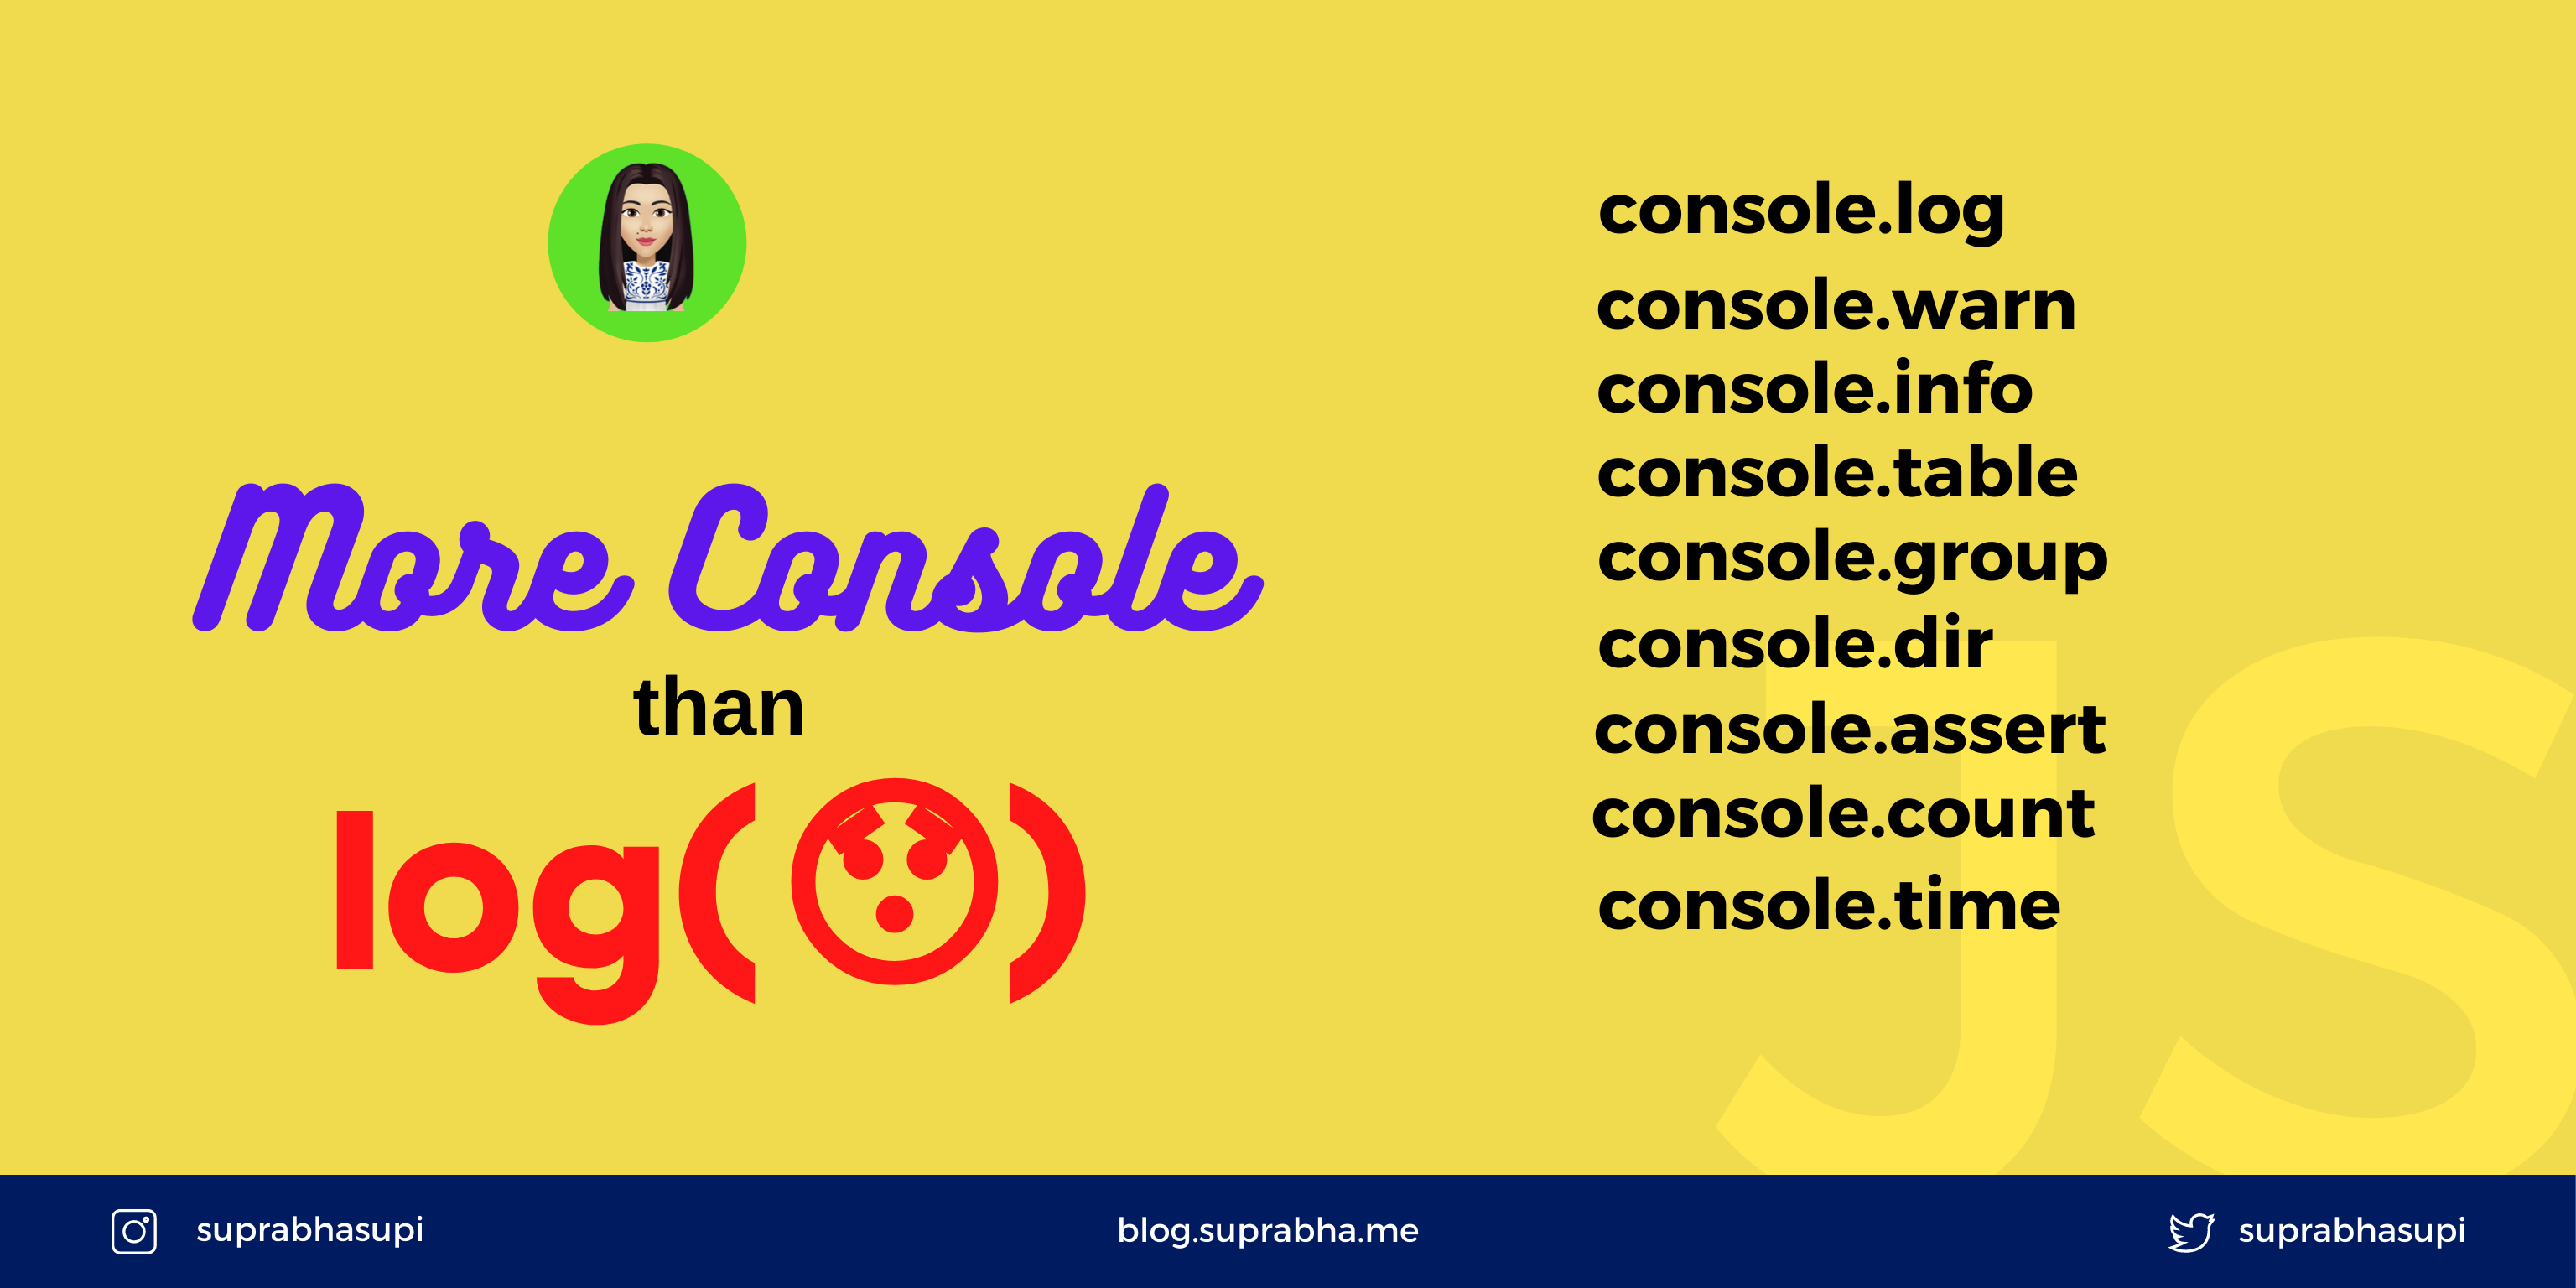 More Console
than
log( )
console.log
console.warn
console.info
console.table
console.group
console.dir
console.assert
console.count
console.time
JS
suprabhasupi
blog.suprabha.me
suprabhasupi